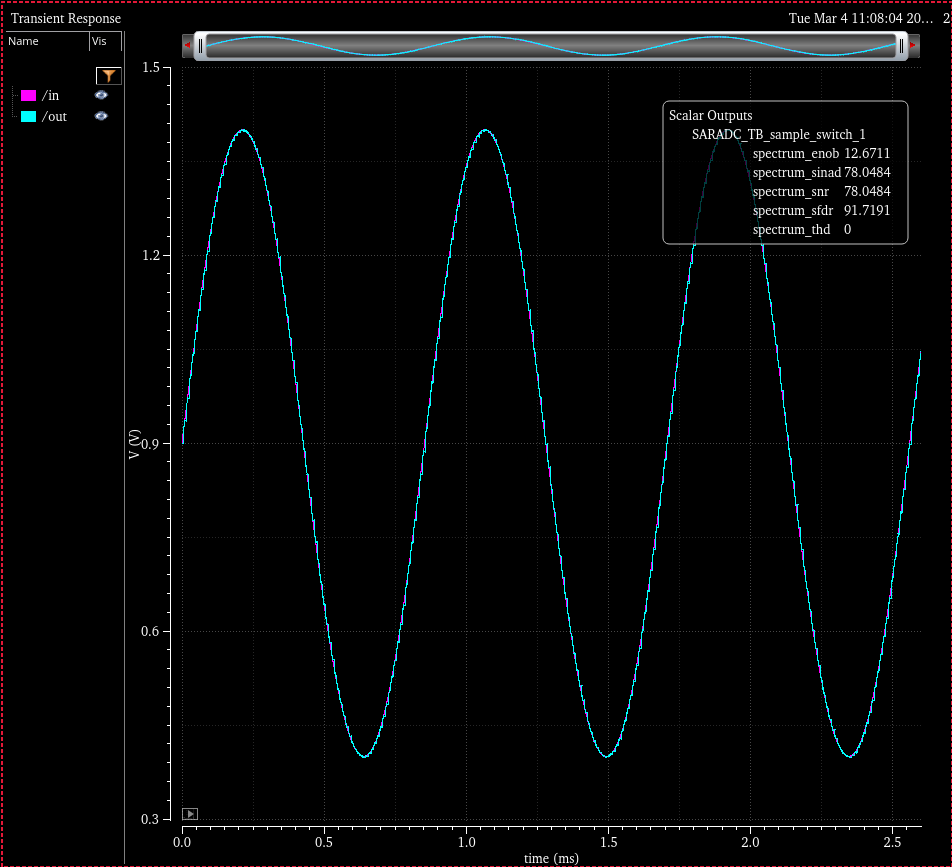 Transient Response
Tue Mar 4 11:08:04 20... 2
Name Vis
/in
/out
1.5
1.2
0.9
0.6
0.3
V (V)
Scalar Outputs
SARADC_TB_sample_switch_1
spectrum_enob 12.6711
spectrum_sinad 78.0484
spectrum_snr 78.0484
spectrum_sfdr 91.7191
spectrum_thd 0
0.0 0.5 1.0 1.5 2.0 2.5
time (ms)